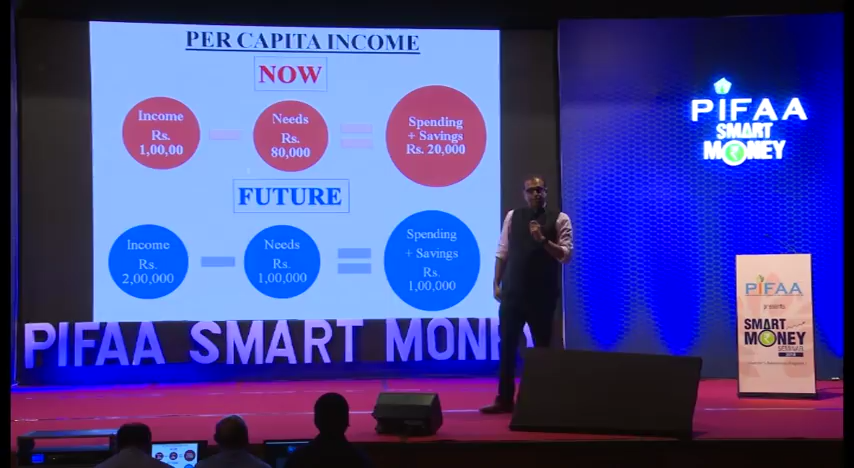 PER CAPITA INCOME
NOW
Income
Rs.
1,00,00
Needs
Rs.
80,000
Spending
+ Savings
Rs. 20,000
FUTURE
Income
Rs.
2,00,000
Needs
Rs.
1,00,000
Spending
+ Savings
Rs.
1,00,000
PIFAA
SMART
MONEY
PIFAA
presents
SMART
MONEY
PIFAA SMART MONE